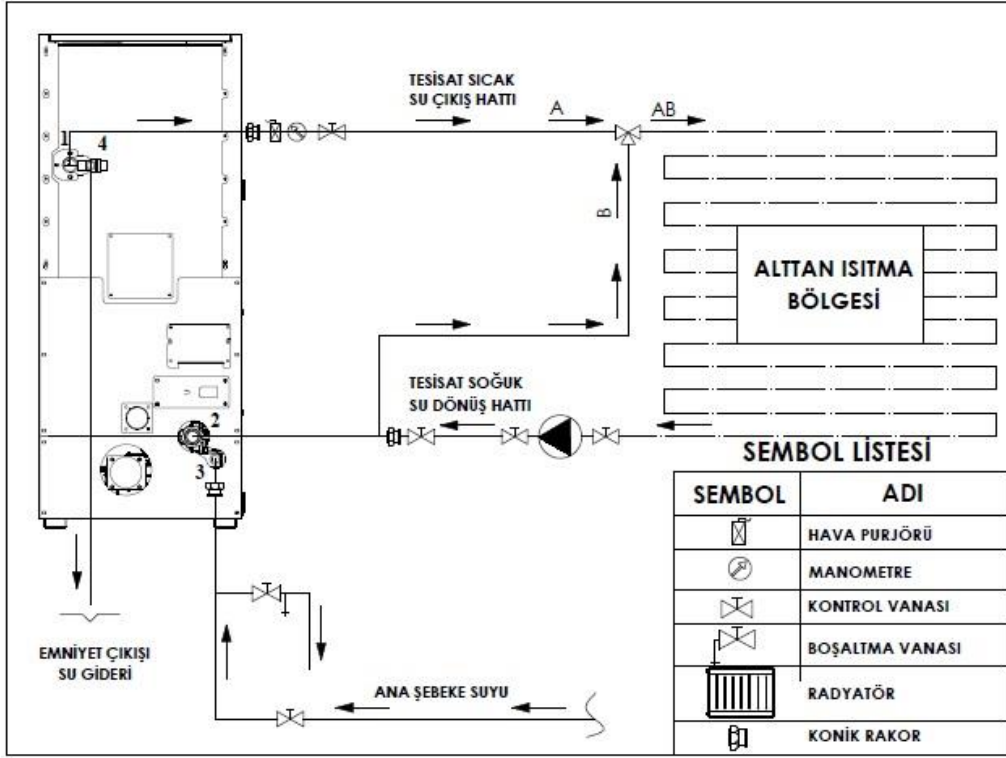 TESİSAT SICAK
SU ÇIKIŞ HATTI
A
AB
1
4
B
ALTTAN ISITMA
BÖLGESİ
TESİSAT SOĞUK
SU DÖNÜŞ HATTI
2
3
EMNİYET ÇIKIŞI
SU GİDERİ
ANA ŞEBEKE SUYU
SEMBOL LİSTESİ
SEMBOL ADI
HAVA PURJÖRÜ
MANOMETRE
KONTROL VANASI
BOŞALTMA VANASI
RADYATÖR
KONİK RAKOR